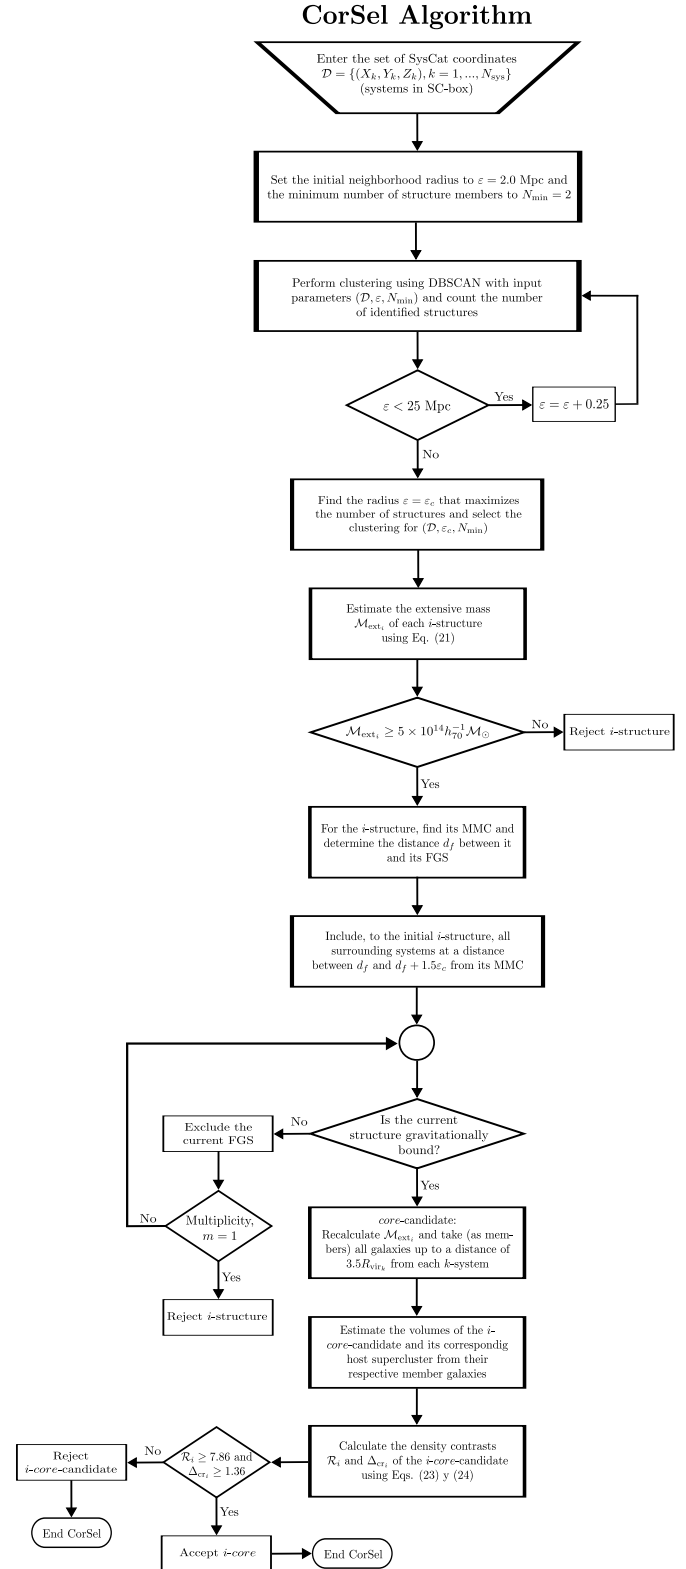 CorSel Algorithm
Enter the set of SysCat coordinates
𝒟 = {(X_k, Y_k, Z_k), k = 1, ..., N_sys}
(systems in SC-box)
Set the initial neighborhood radius to ε = 2.0 Mpc and
the minimum number of structure members to N_min = 2
Perform clustering using DBSCAN with input
parameters (𝒟, ε, N_min) and count the number
of identified structures
ε < 25 Mpc
Yes
ε = ε + 0.25
No
Find the radius ε = ε_c that maximizes
the number of structures and select the
clustering for (𝒟, ε_c, N_min)
Estimate the extensive mass
ℳ_ext_i of each i-structure
using Eq. (21)
ℳ_ext_i ≥ 5 × 10^14 h_70^−1 ℳ_⊙
No
Reject i-structure
Yes
For the i-structure, find its MMC and
determine the distance d_f between it
and its FGS
Include, to the initial i-structure, all
surrounding systems at a distance
between d_f and d_f + 1.5ε_c from its MMC
Is the current
structure gravitationally
bound?
No
Exclude the
current FGS
Multiplicity,
m = 1
No
Yes
Reject i-structure
Yes
core-candidate:
Recalculate ℳ_ext_i and take (as mem-
bers) all galaxies up to a distance of
3.5R_vir_k from each k-system
Estimate the volumes of the i-
core-candidate and its correspondig
host supercluster from their
respective member galaxies
Calculate the density contrasts
ℛ_i and Δ_cr_i of the i-core-candidate
using Eqs. (23) y (24)
ℛ_i ≥ 7.86 and
Δ_cr_i ≥ 1.36
No
Reject
i-core-candidate
End CorSel
Yes
Accept i-core
End CorSel